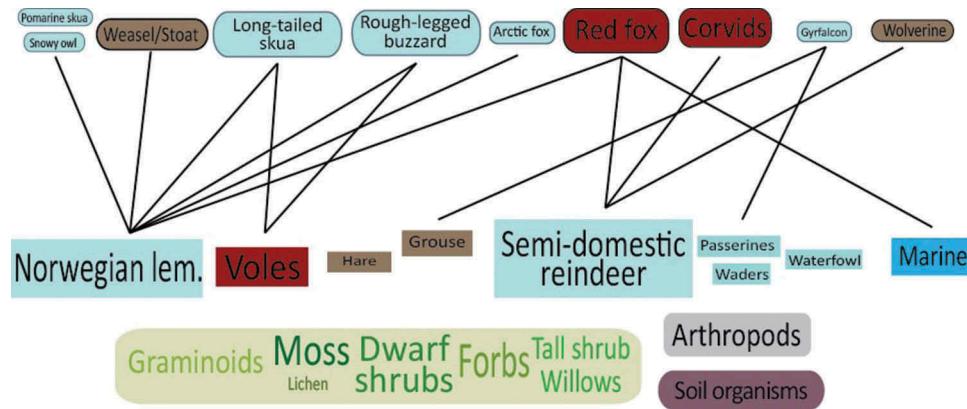 Pomarine skua
Snowy owl
Weasel/Stoat
Long-tailed
skua
Rough-legged
buzzard
Arctic fox
Red fox
Corvids
Gyrfalcon
Wolverine
Norwegian lem.
Voles
Hare
Grouse
Semi-domestic
reindeer
Passerines
Waders
Waterfowl
Marine
Graminoids
Moss
Lichen
Dwarf
shrubs
Forbs
Tall shrub
Willows
Arthropods
Soil organisms